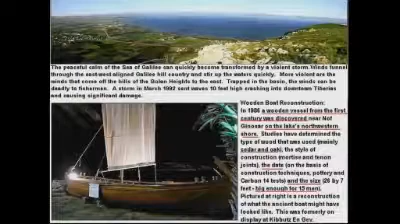 The peaceful calm of the Sea of Galilee can quickly become transformed by a violent storm. Winds funnel
through the east-west aligned Galilee hill country and stir up the waters quickly. More violent are the
winds that come off the hills of the Golan Heights to the east. Trapped in the basin, the winds can be
deadly to fishermen. A storm in March 1992 sent waves 10 feet high crashing into downtown Tiberias
and causing significant damage.
Wooden Boat Reconstruction:
In 1986 a wooden vessel from the first
century was discovered near Nof
Ginosar on the lake's northwestern
shore. Studies have determined the
type of wood that was used (mainly
cedar and oak), the style of
construction (mortise and tenon
joints), the date (on the basis of
construction techniques, pottery and
Carbon 14 tests) and the size (26 by 7
feet - big enough for 15 men).
Pictured at right is a reconstruction
of what the ancient boat might have
looked like. This was formerly on
display at Kibbutz En Gev.